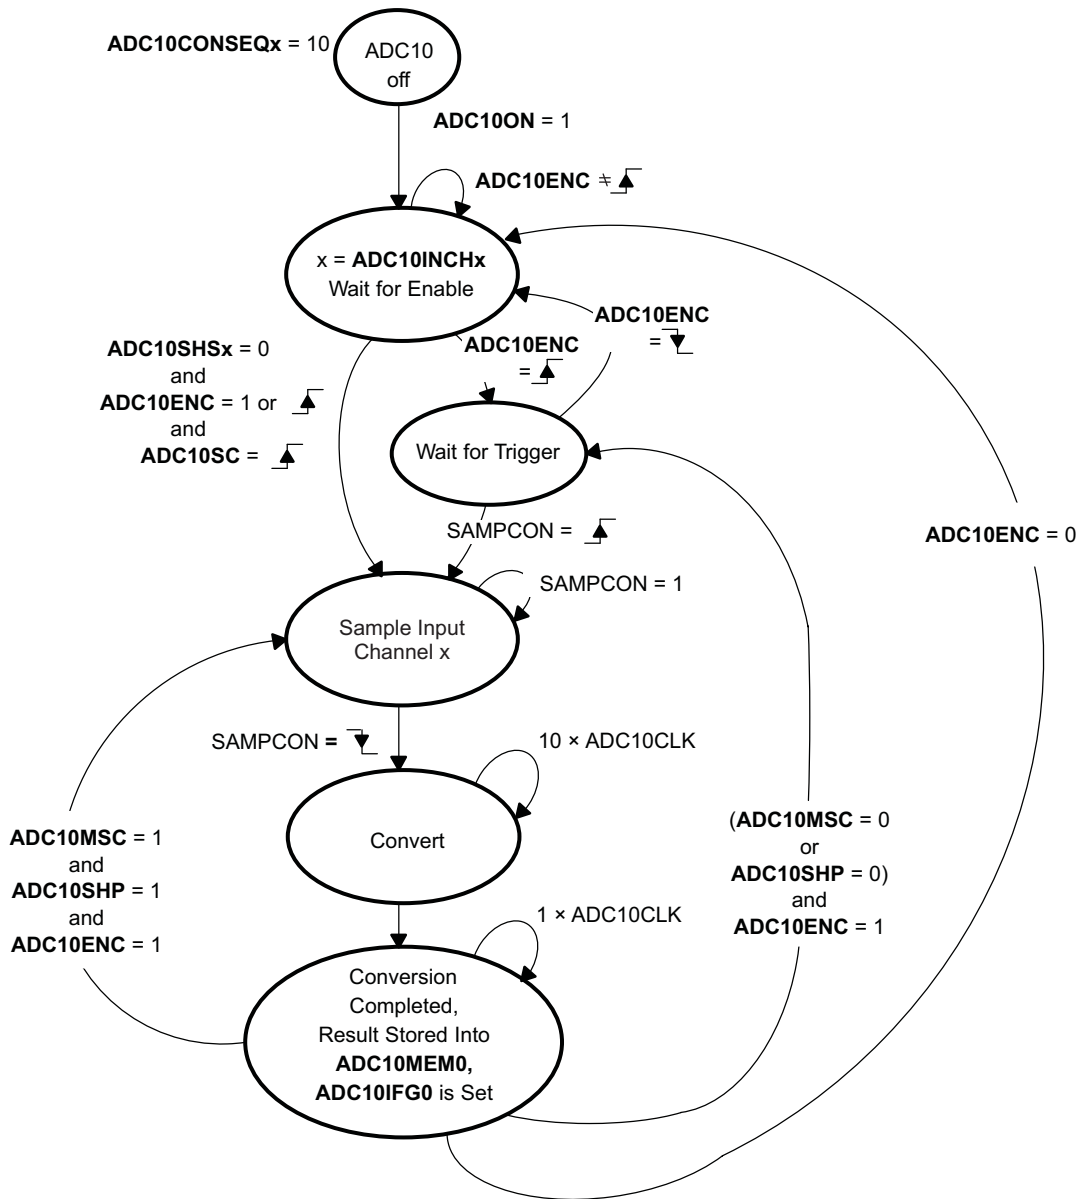 ADC10CONSEQx = 10
ADC10
off
ADC10ON = 1
ADC10ENC ≠
x = ADC10INCHx
Wait for Enable
ADC10ENC
=
ADC10ENC
=
ADC10SHSx = 0
and
ADC10ENC = 1 or
and
ADC10SC =
Wait for Trigger
SAMPCON =
ADC10ENC = 0
SAMPCON = 1
Sample Input
Channel x
SAMPCON =
10 × ADC10CLK
Convert
(ADC10MSC = 0
or
ADC10SHP = 0)
and
ADC10ENC = 1
ADC10MSC = 1
and
ADC10SHP = 1
and
ADC10ENC = 1
1 × ADC10CLK
Conversion
Completed,
Result Stored Into
ADC10MEM0,
ADC10IFG0 is Set